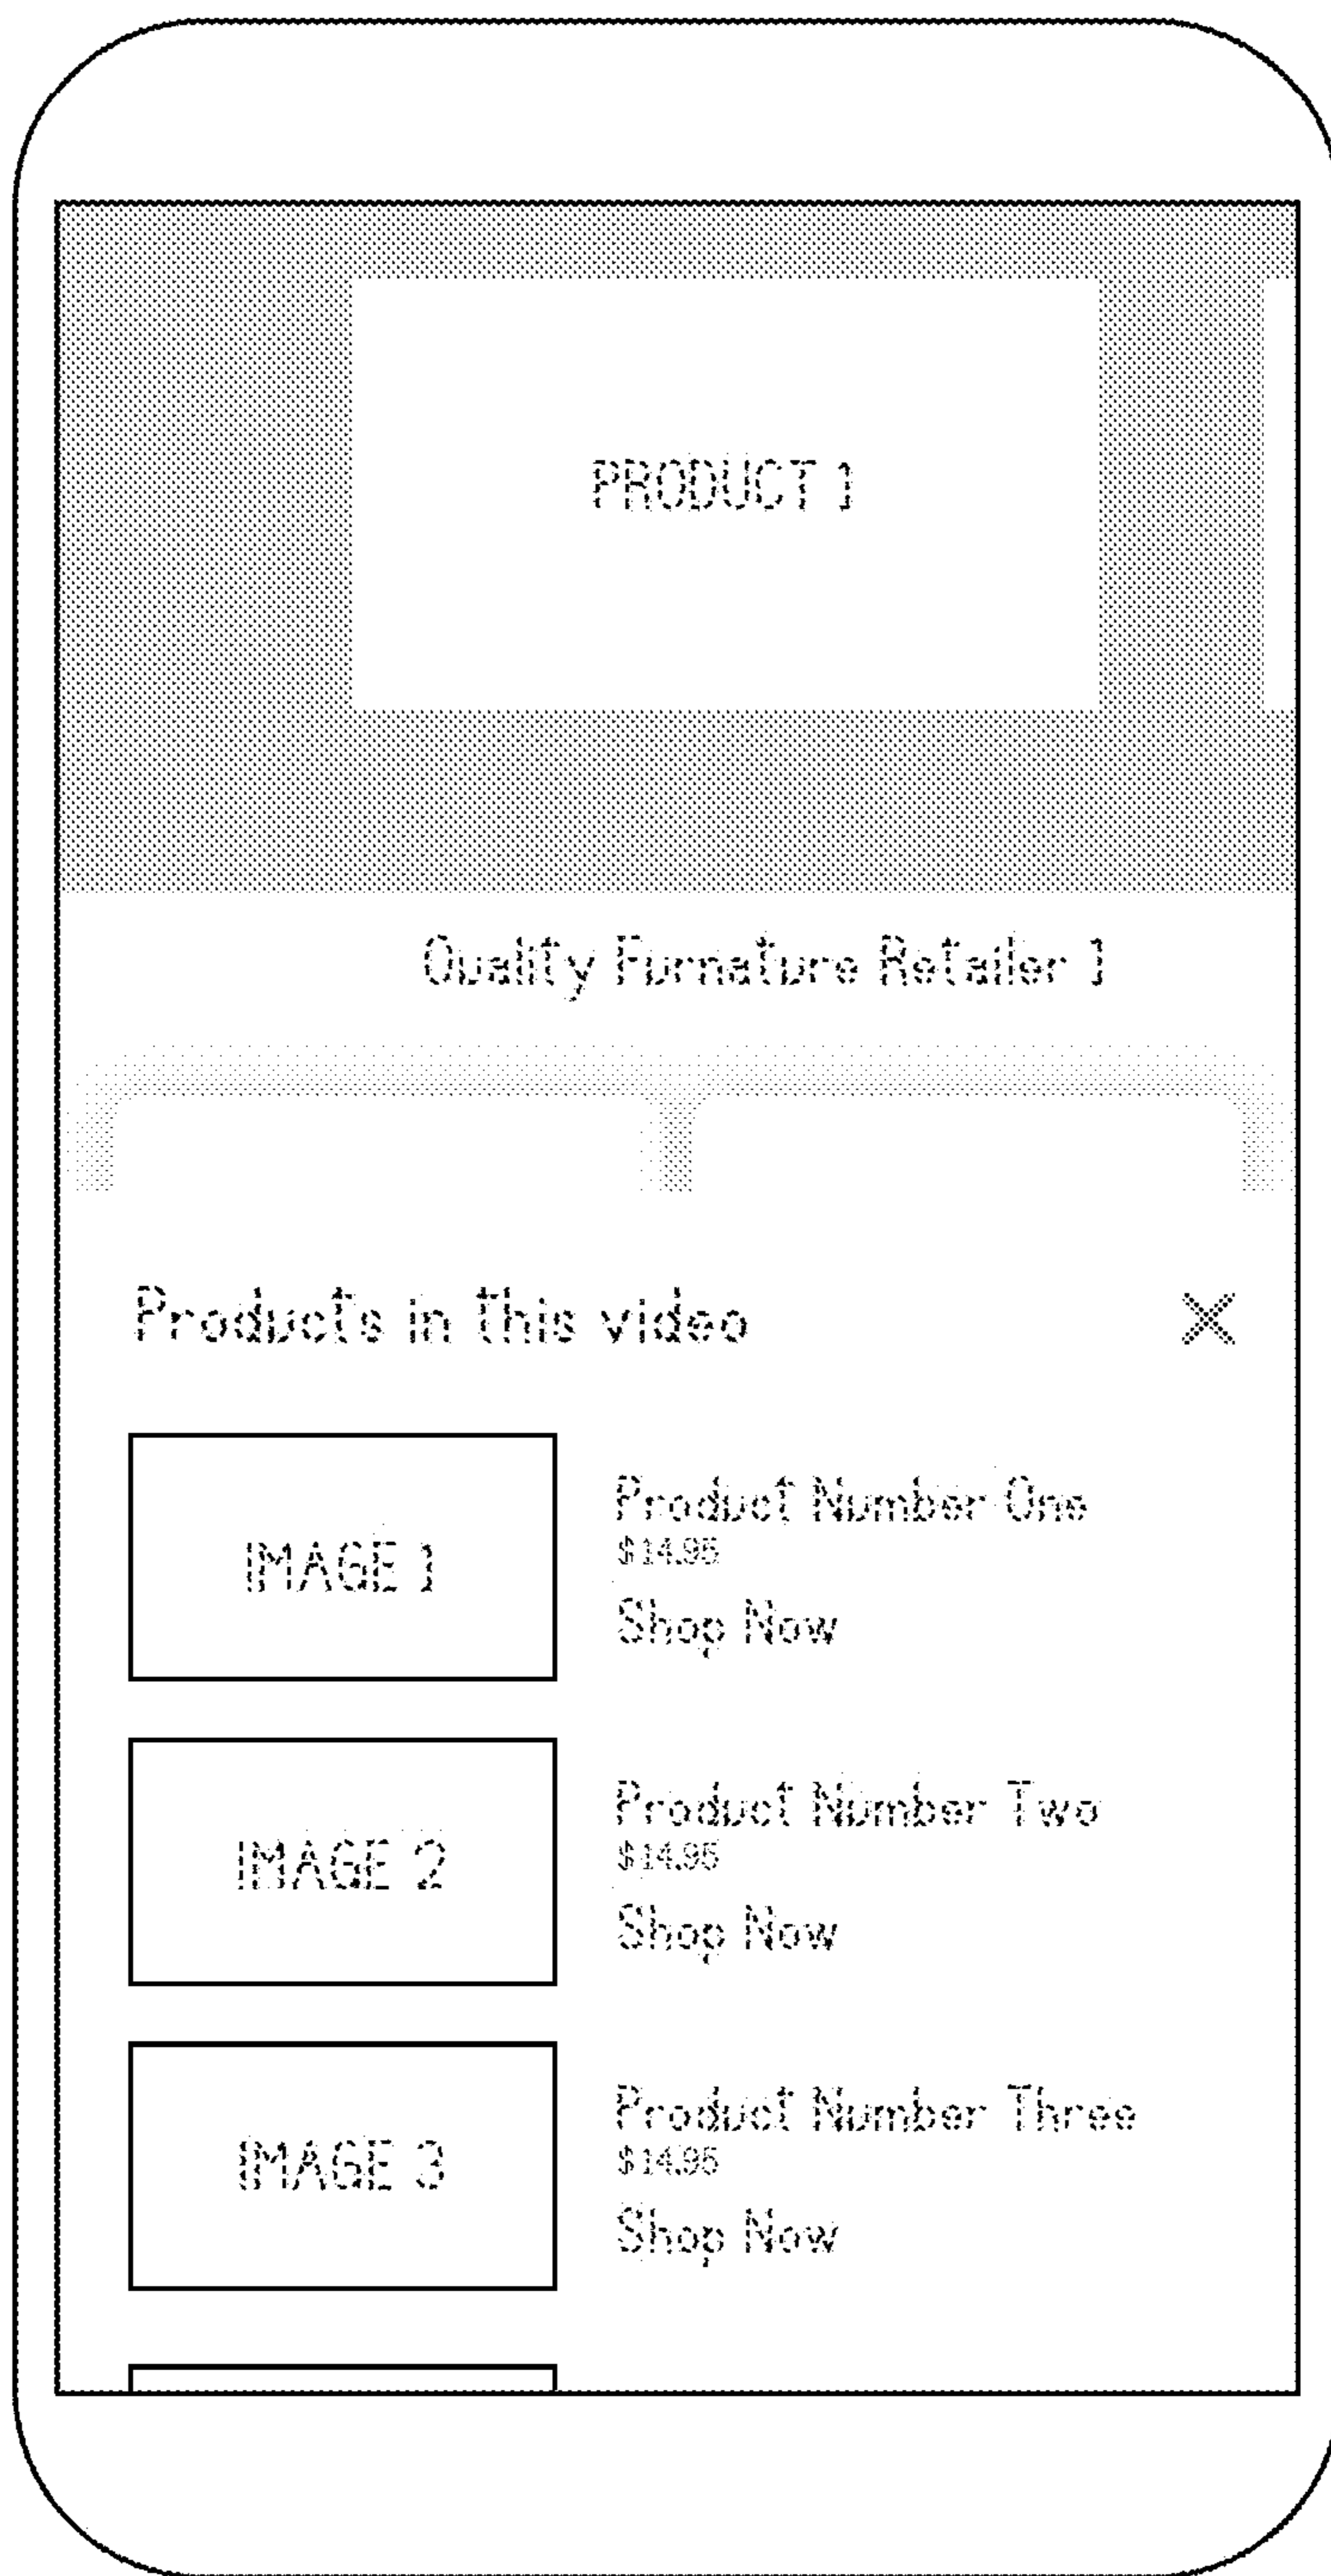 PRODUCT 1
Quality Furnature Retailer 1
Products in this video
IMAGE 1
Product Number One
$14.95
Shop Now
IMAGE 2
Product Number Two
$14.95
Shop Now
IMAGE 3
Product Number Three
$14.95
Shop Now